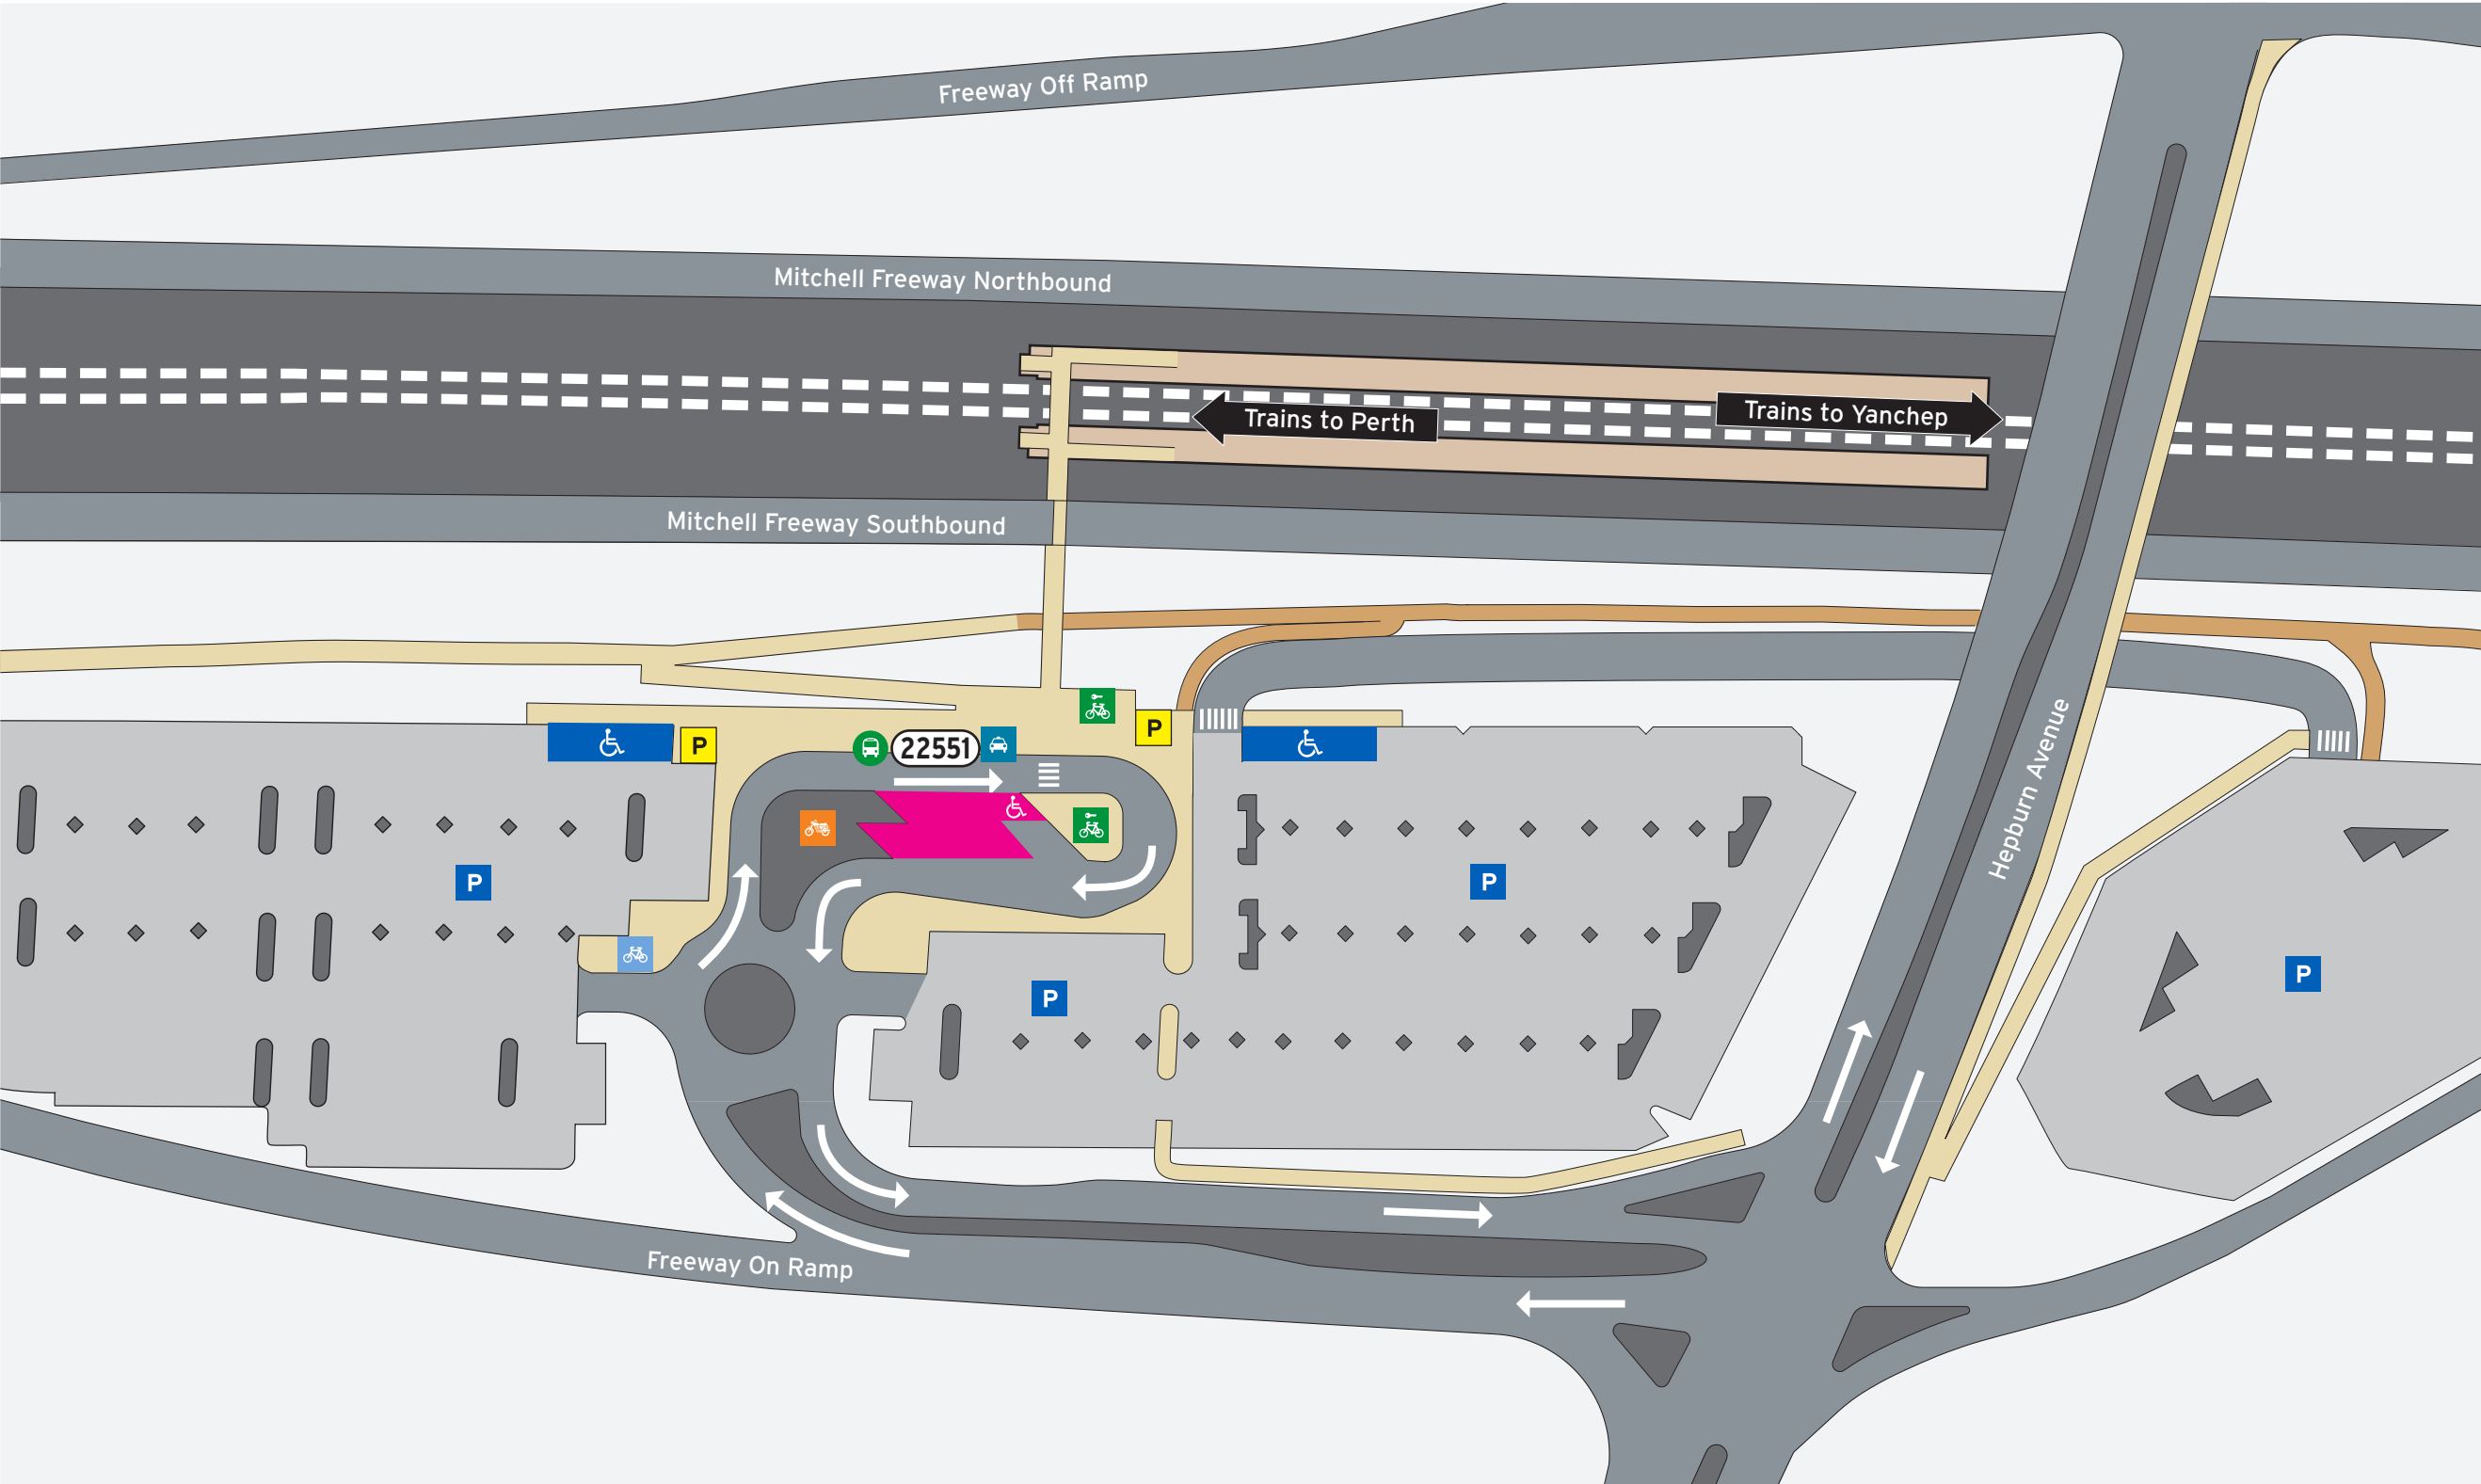 Freeway Off Ramp
Mitchell Freeway Northbound
Trains to Perth
Trains to Yanchep
Mitchell Freeway Southbound
Hepburn Avenue
P
P
22551
P
P
P
P
Freeway On Ramp